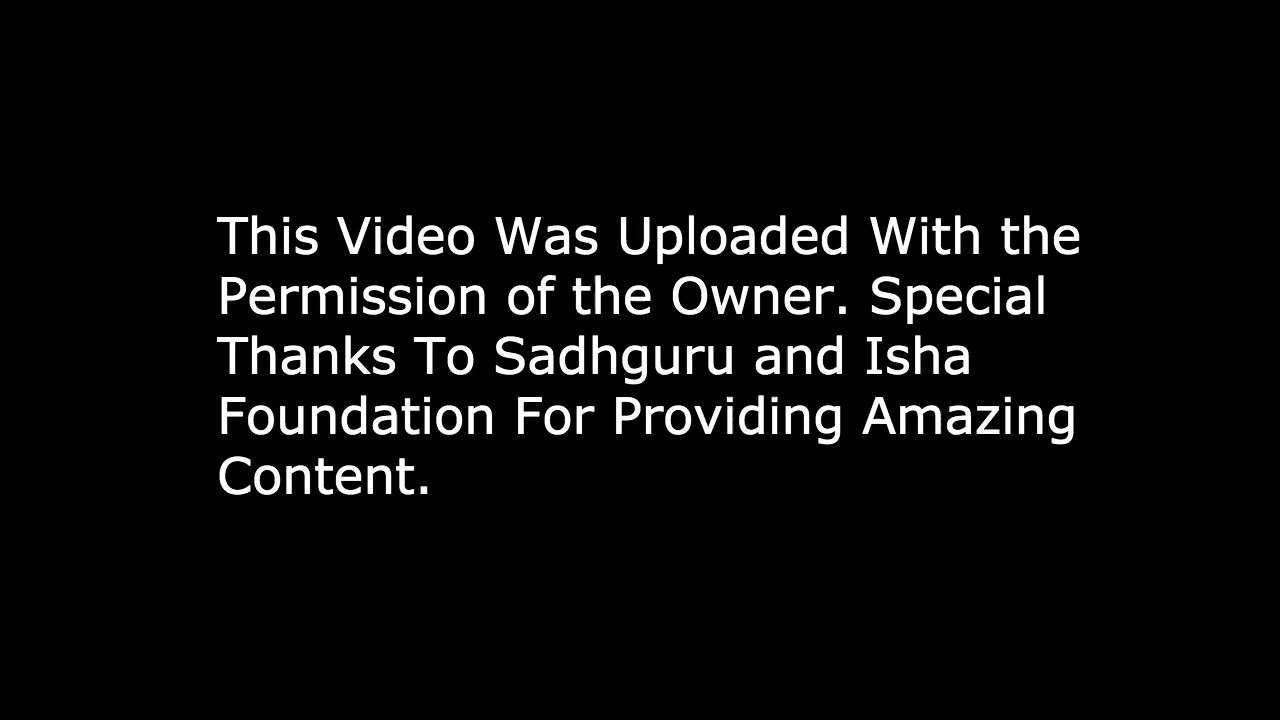 This Video Was Uploaded With the
Permission of the Owner. Special
Thanks To Sadhguru and Isha
Foundation For Providing Amazing
Content.